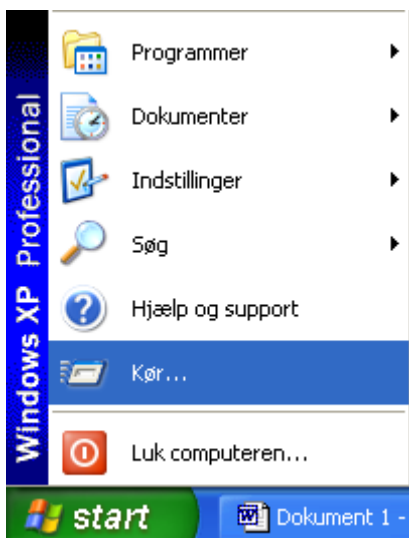 Windows XP Professional
Programmer
Dokumenter
Indstillinger
Søg
Hjælp og support
Kør...
Luk computeren...
start
Dokument 1 -